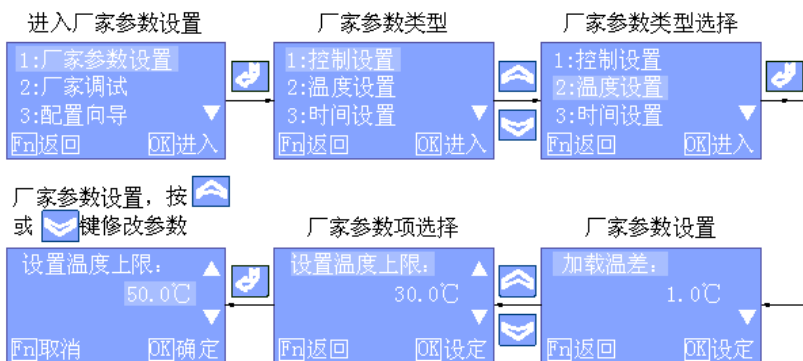 进入厂家参数设置
1:厂家参数设置
2:厂家调试
3:配置向导
Fn返回 OK进入
厂家参数类型
1:控制设置
2:温度设置
3:时间设置
Fn返回 OK进入
厂家参数类型选择
1:控制设置
2:温度设置
3:时间设置
Fn返回 OK进入
厂家参数设置，按
或 键修改参数
设置温度上限：
50.0℃
Fn取消 OK确定
厂家参数项选择
设置温度上限：
30.0℃
Fn返回 OK设定
厂家参数设置
加载温差：
1.0℃
Fn返回 OK设定